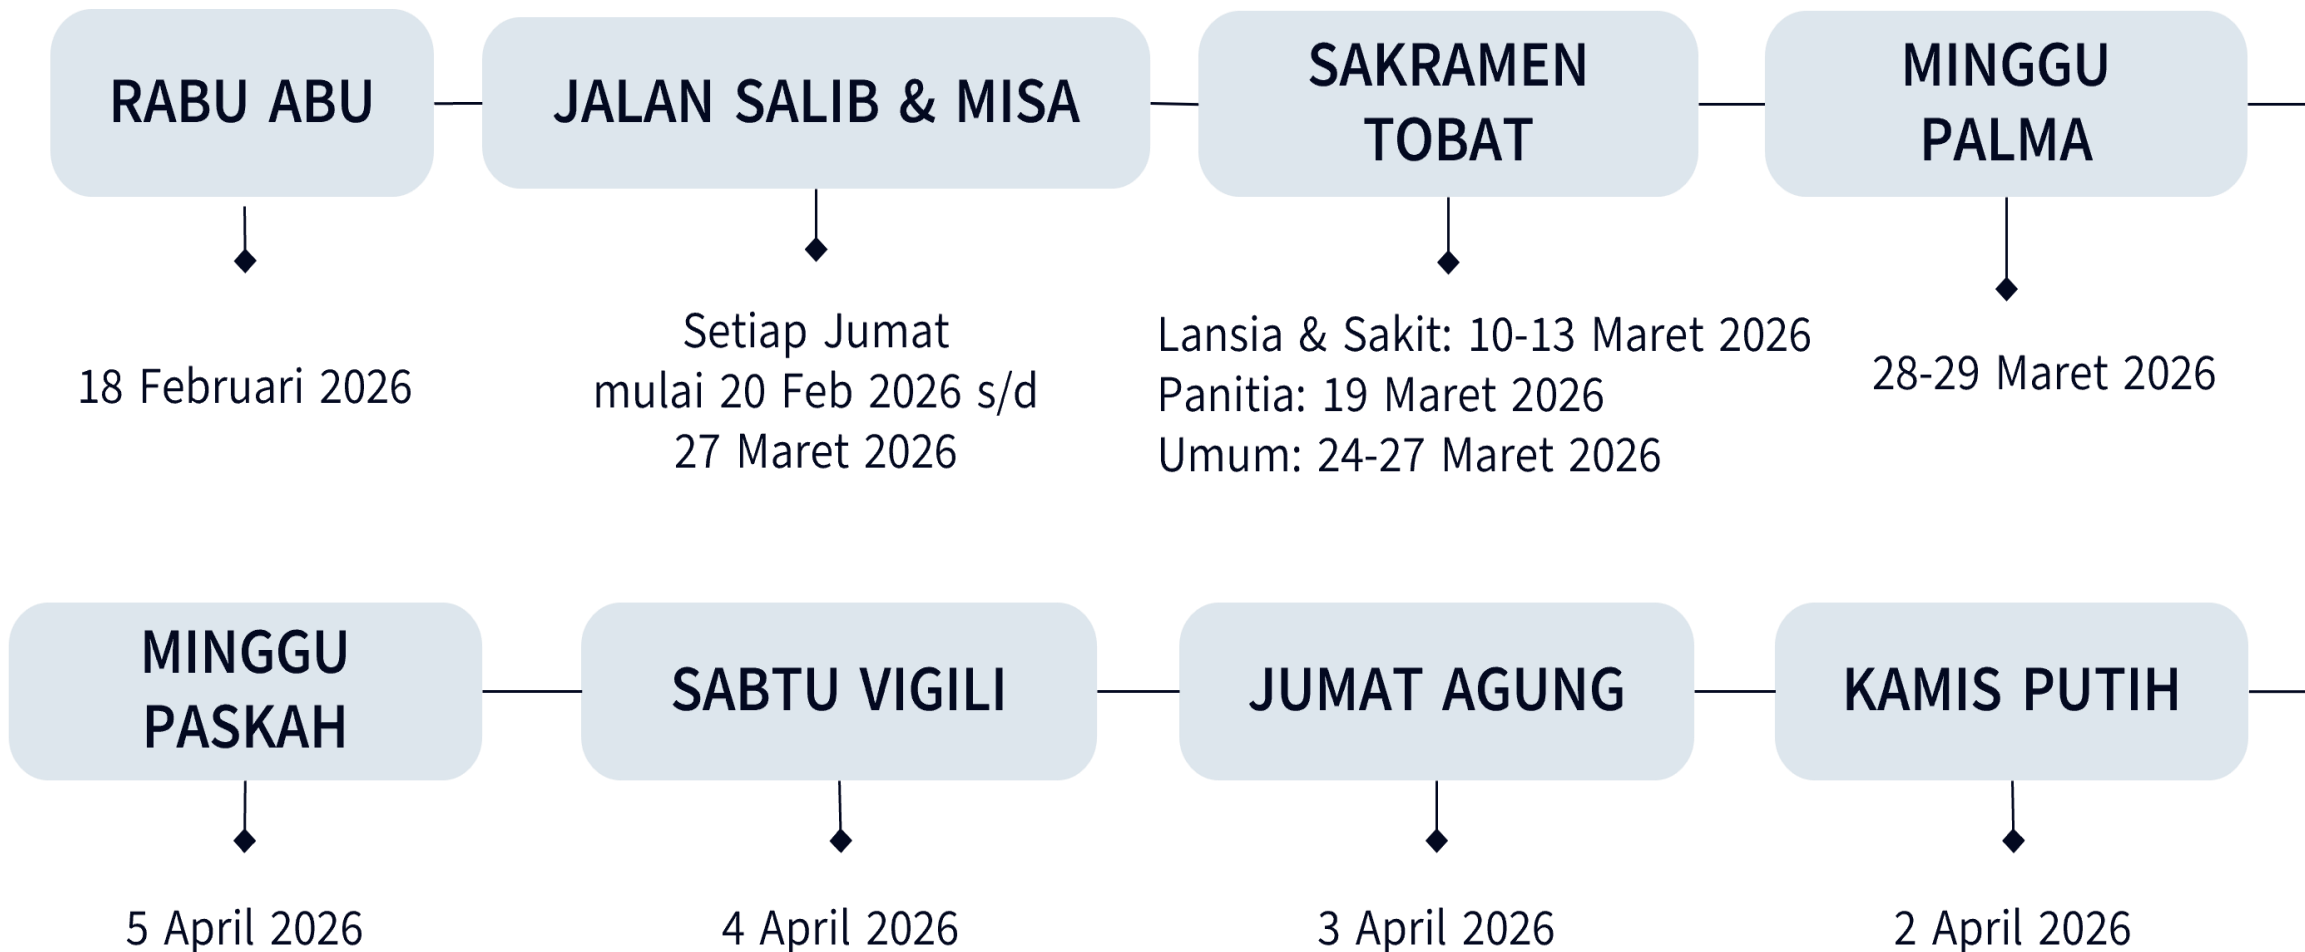 RABU ABU
18 Februari 2026
JALAN SALIB & MISA
Setiap Jumat
mulai 20 Feb 2026 s/d
27 Maret 2026
SAKRAMEN
TOBAT
Lansia & Sakit: 10-13 Maret 2026
Panitia: 19 Maret 2026
Umum: 24-27 Maret 2026
MINGGU
PALMA
28-29 Maret 2026
MINGGU
PASKAH
5 April 2026
SABTU VIGILI
4 April 2026
JUMAT AGUNG
3 April 2026
KAMIS PUTIH
2 April 2026